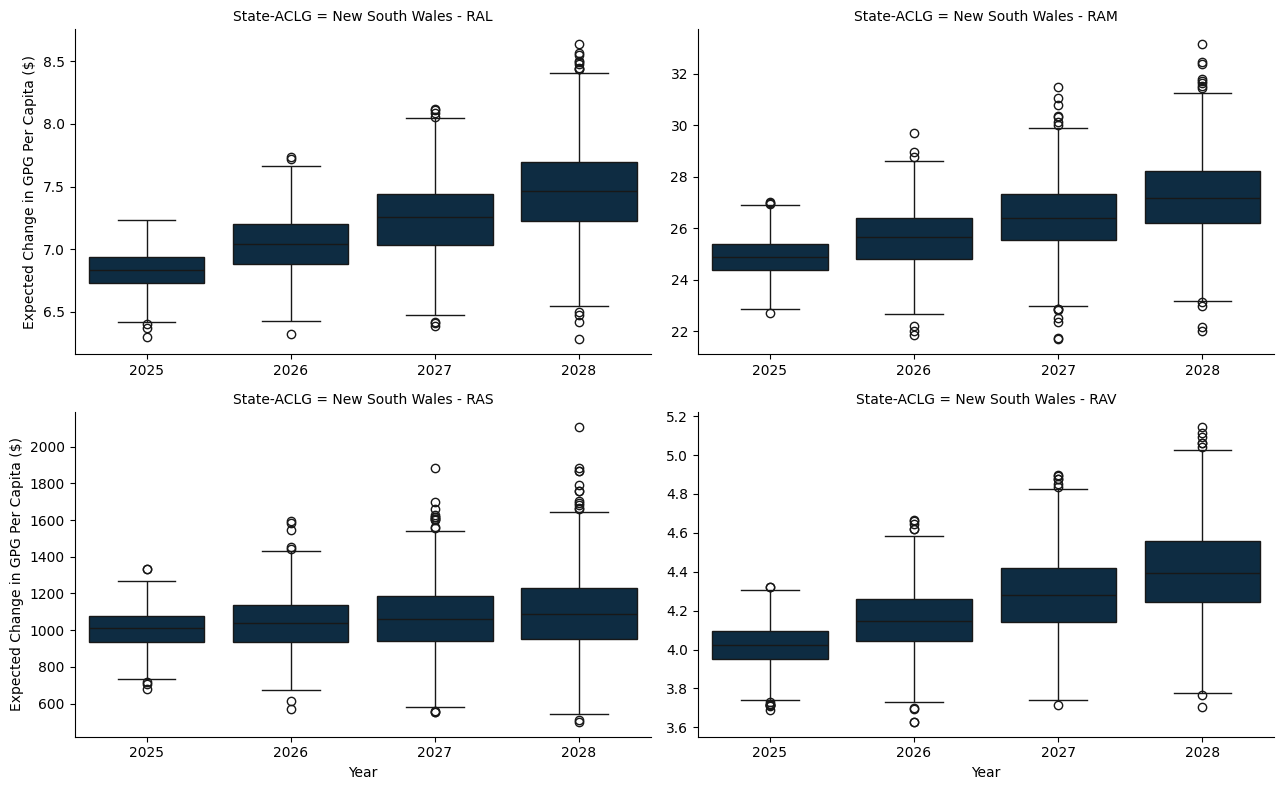 State-ACLG = New South Wales - RAL
Expected Change in GPG Per Capita ($)
8.5
8.0
7.5
7.0
6.5
2025 2026 2027 2028
State-ACLG = New South Wales - RAM
32
30
28
26
24
22
2025 2026 2027 2028
State-ACLG = New South Wales - RAS
Expected Change in GPG Per Capita ($)
2000
1800
1600
1400
1200
1000
800
600
2025 2026 2027 2028
Year
State-ACLG = New South Wales - RAV
5.2
5.0
4.8
4.6
4.4
4.2
4.0
3.8
3.6
2025 2026 2027 2028
Year